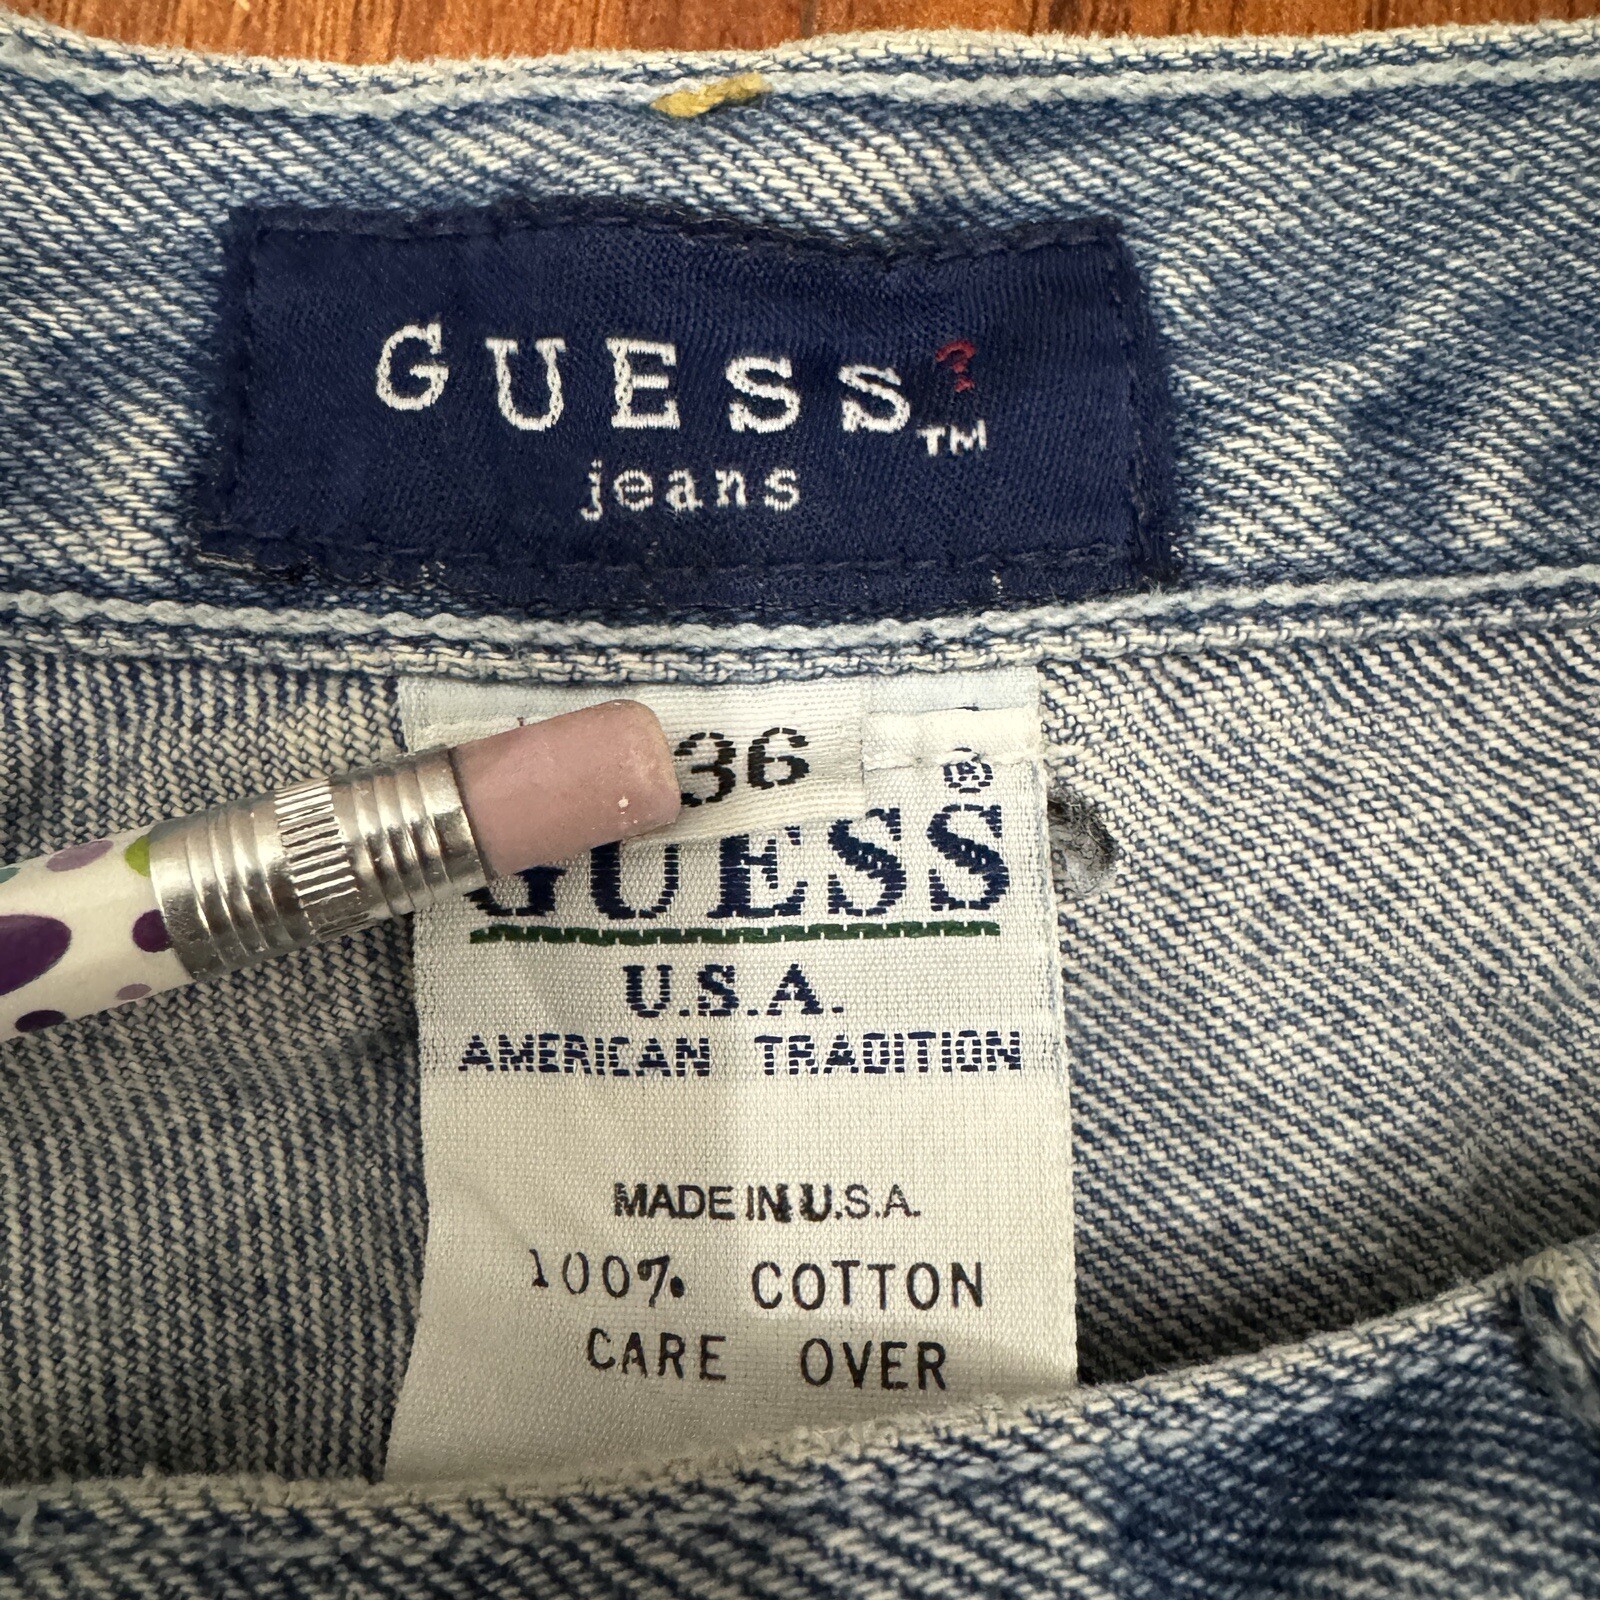 GUESS?™
jeans
36
®
GUESS
U.S.A.
AMERICAN TRADITION
MADE IN U.S.A.
100% COTTON
CARE OVER